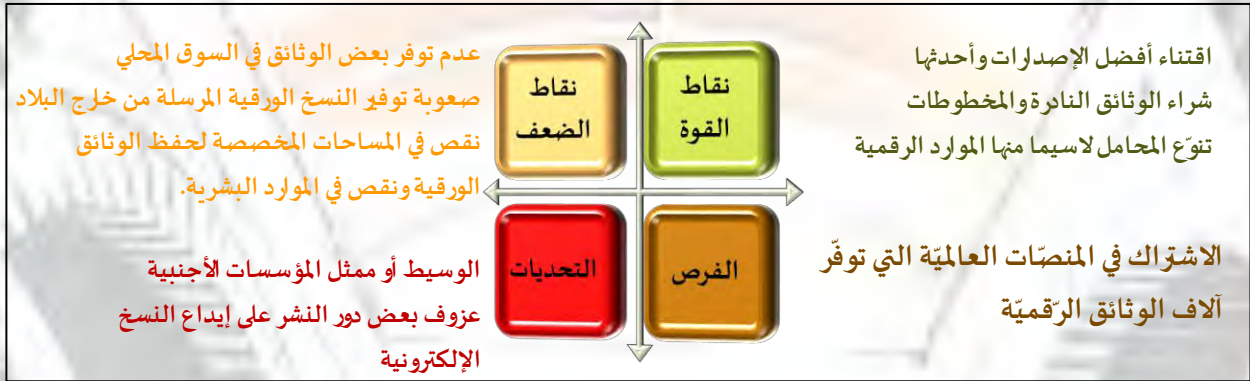 نقاط
القوة
اقتناء أفضل الإصدارات وأحدثها
شراء الوثائق النادرة والمخطوطات
تنوّع المحامل لاسيما منها الموارد الرقمية
نقاط
الضعف
عدم توفر بعض الوثائق في السوق المحلي
صعوبة توفير النسخ الورقية المرسلة من خارج البلاد
نقص في المساحات المخصصة لحفظ الوثائق
الورقية ونقص في الموارد البشرية.
الفرص
الاشتراك في المنصّات العالميّة التي توفّر
آلاف الوثائق الرّقميّة
التحديات
الوسيط أو ممثل المؤسسات الأجنبية
عزوف بعض دور النشر على إيداع النسخ
الإلكترونية